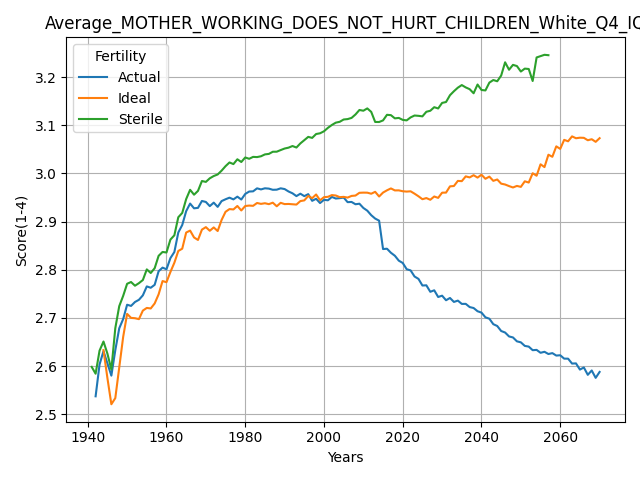 Average_MOTHER_WORKING_DOES_NOT_HURT_CHILDREN_White_Q4_IQ
Fertility
Actual
Ideal
Sterile
Score(1-4)
3.2
3.1
3.0
2.9
2.8
2.7
2.6
2.5
1940 1960 1980 2000 2020 2040 2060
Years